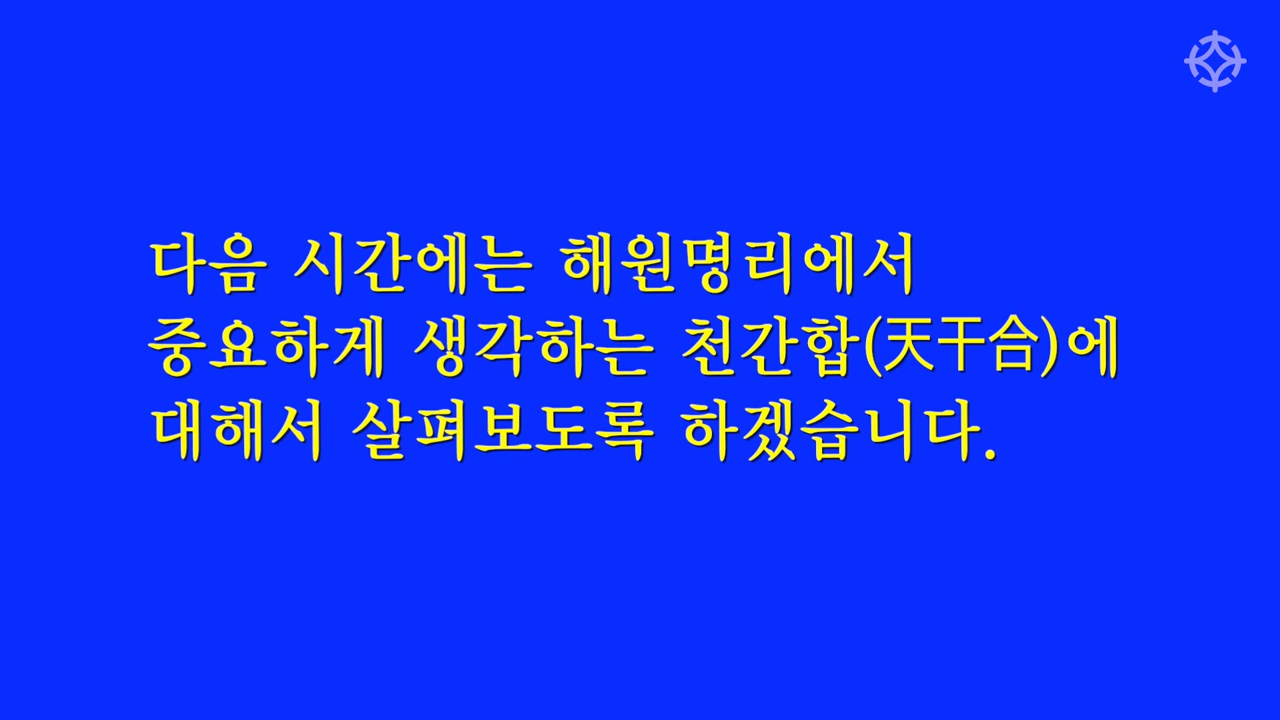 다음 시간에는 해원명리에서
중요하게 생각하는 천간합(天干合)에
대해서 살펴보도록 하겠습니다.